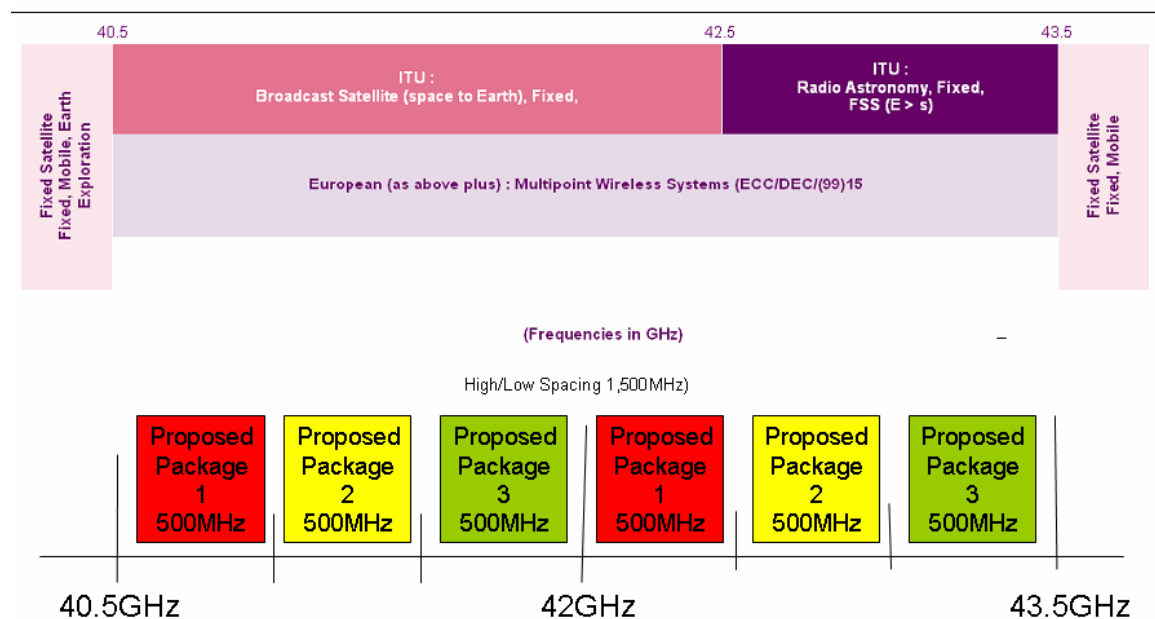 40.5
42.5
43.5
Fixed Satellite
Fixed, Mobile, Earth
Exploration
ITU :
Broadcast Satellite (space to Earth), Fixed,
ITU :
Radio Astronomy, Fixed,
FSS (E > s)
Fixed Satellite
Fixed, Mobile
European (as above plus) : Multipoint Wireless Systems (ECC/DEC/(99)15
(Frequencies in GHz)
–
High/Low Spacing 1,500MHz)
Proposed
Package
1
500MHz
Proposed
Package
2
500MHz
Proposed
Package
3
500MHz
Proposed
Package
1
500MHz
Proposed
Package
2
500MHz
Proposed
Package
3
500MHz
40.5GHz
42GHz
43.5GHz